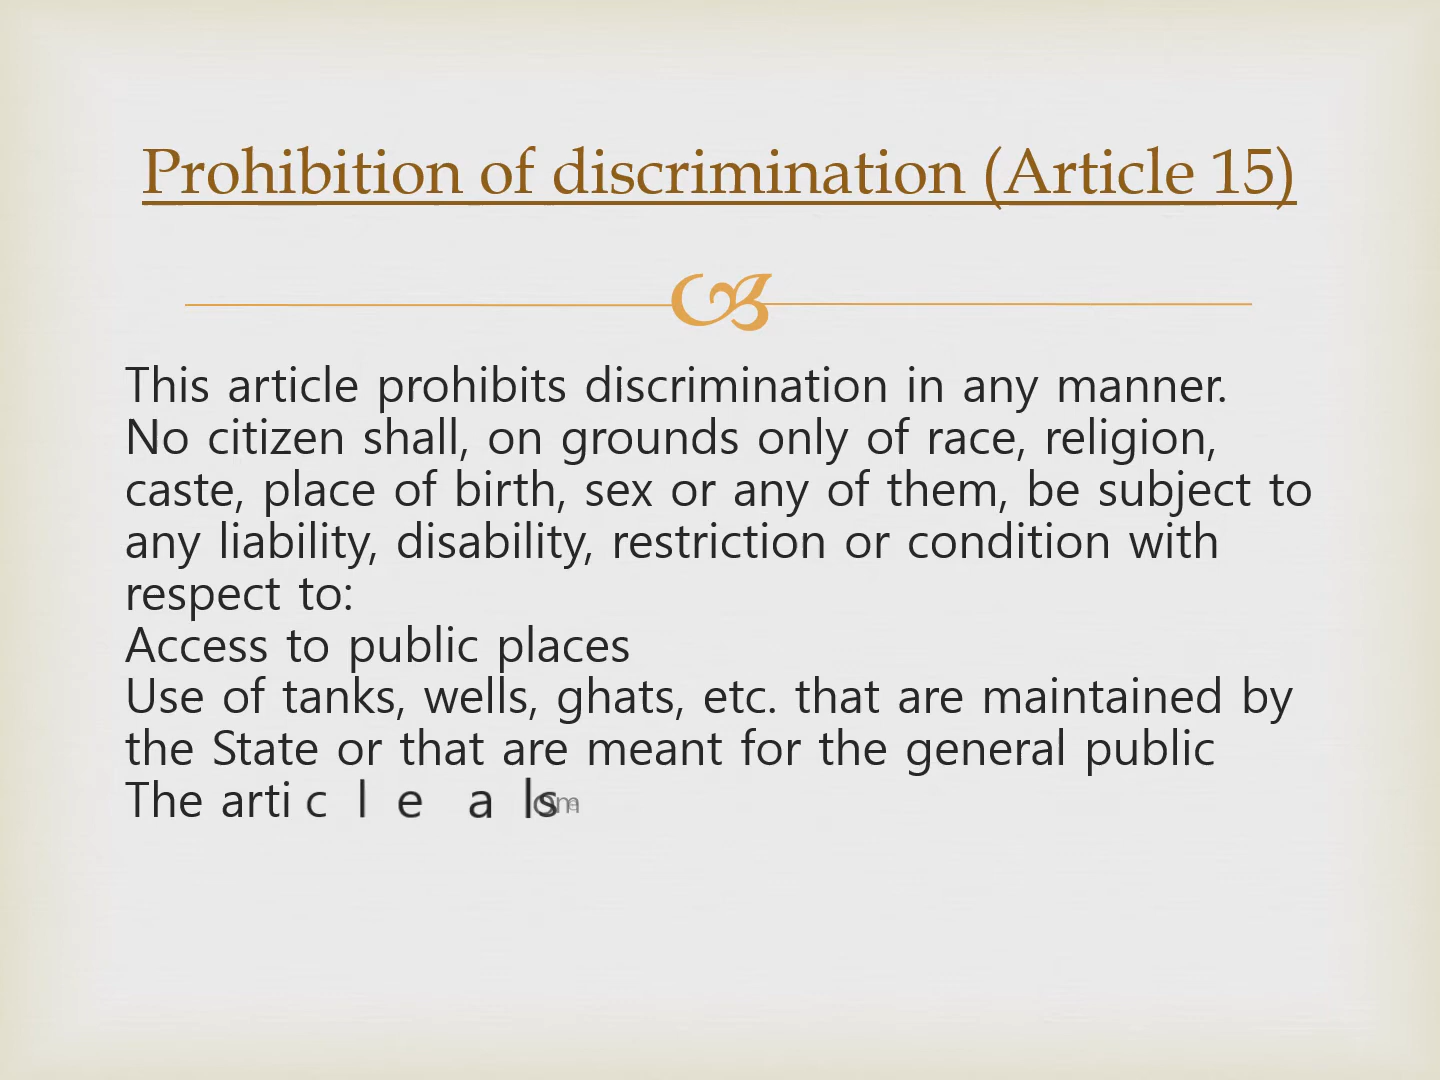 Prohibition of discrimination (Article 15)
This article prohibits discrimination in any manner.
No citizen shall, on grounds only of race, religion,
caste, place of birth, sex or any of them, be subject to
any liability, disability, restriction or condition with
respect to:
Access to public places
Use of tanks, wells, ghats, etc. that are maintained by
the State or that are meant for the general public
The article